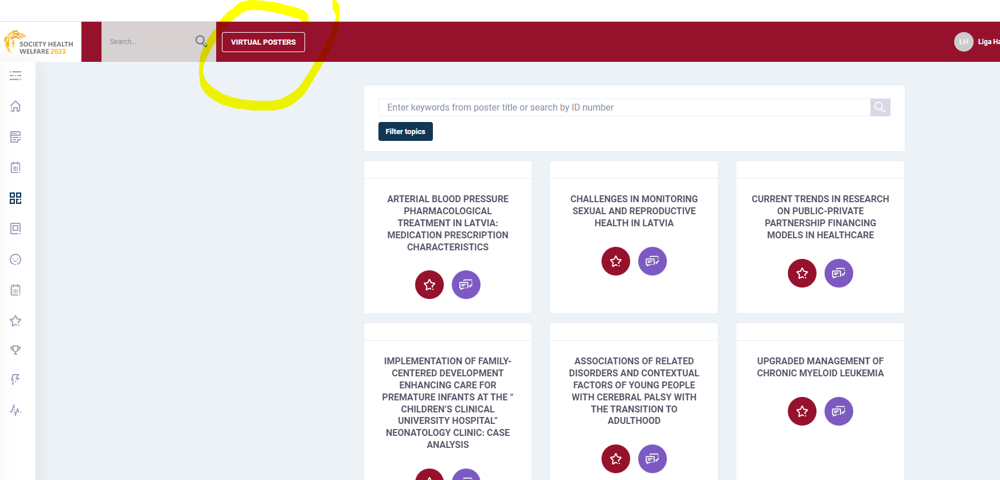 SOCIETY HEALTH
WELFARE 2023
Search...
VIRTUAL POSTERS
LH
Līga Ha
Enter keywords from poster title or search by ID number
Filter topics
ARTERIAL BLOOD PRESSURE
PHARMACOLOGICAL
TREATMENT IN LATVIA:
MEDICATION PRESCRIPTION
CHARACTERISTICS
CHALLENGES IN MONITORING
SEXUAL AND REPRODUCTIVE
HEALTH IN LATVIA
CURRENT TRENDS IN RESEARCH
ON PUBLIC-PRIVATE
PARTNERSHIP FINANCING
MODELS IN HEALTHCARE
IMPLEMENTATION OF FAMILY-
CENTERED DEVELOPMENT
ENHANCING CARE FOR
PREMATURE INFANTS AT THE “
CHILDREN’S CLINICAL
UNIVERSITY HOSPITAL”
NEONATOLOGY CLINIC: CASE
ANALYSIS
ASSOCIATIONS OF RELATED
DISORDERS AND CONTEXTUAL
FACTORS OF YOUNG PEOPLE
WITH CEREBRAL PALSY WITH
THE TRANSITION TO
ADULTHOOD
UPGRADED MANAGEMENT OF
CHRONIC MYELOID LEUKEMIA